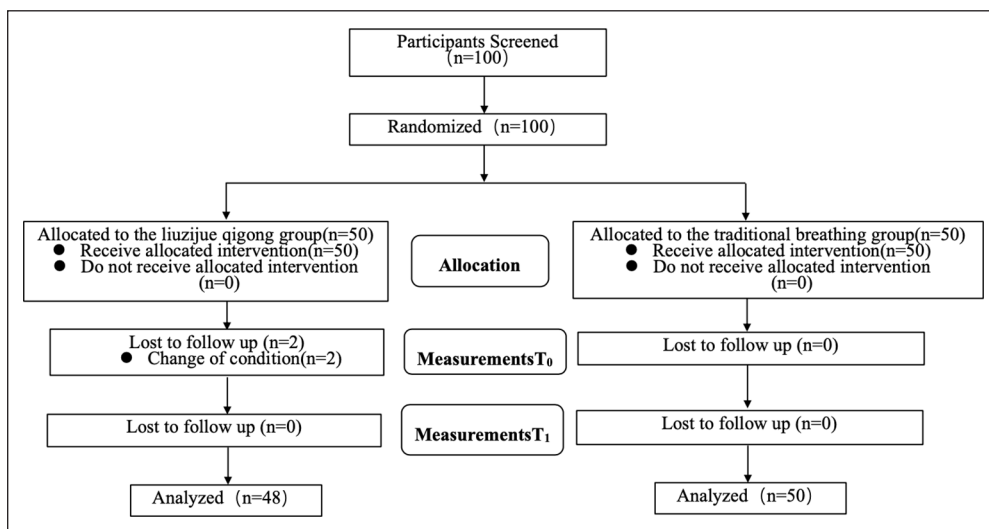 Participants Screened
(n=100)
Randomized（n=100）
Allocated to the liuzijue qigong group(n=50)
● Receive allocated intervention(n=50)
● Do not receive allocated intervention
(n=0)
Allocation
Allocated to the traditional breathing group(n=50)
● Receive allocated intervention(n=50)
● Do not receive allocated intervention
(n=0)
Lost to follow up (n=2)
● Change of condition(n=2)
MeasurementsT₀
Lost to follow up (n=0)
Lost to follow up (n=0)
MeasurementsT₁
Lost to follow up (n=0)
Analyzed（n=48）
Analyzed（n=50）